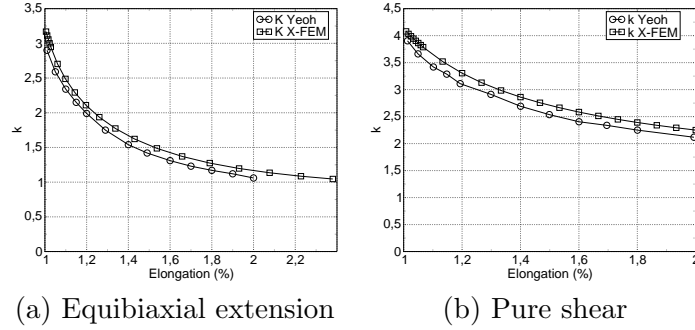 3,5
3
2,5
2
1,5
1
0,5
0
k
K Yeoh
K X-FEM
1 1,2 1,4 1,6 1,8 2 2,2
Elongation (%)
(a) Equibiaxial extension
4,5
4
3,5
3
2,5
2
1,5
1
0,5
0
k
k Yeoh
k X-FEM
1 1,2 1,4 1,6 1,8 2
Elongation (%)
(b) Pure shear